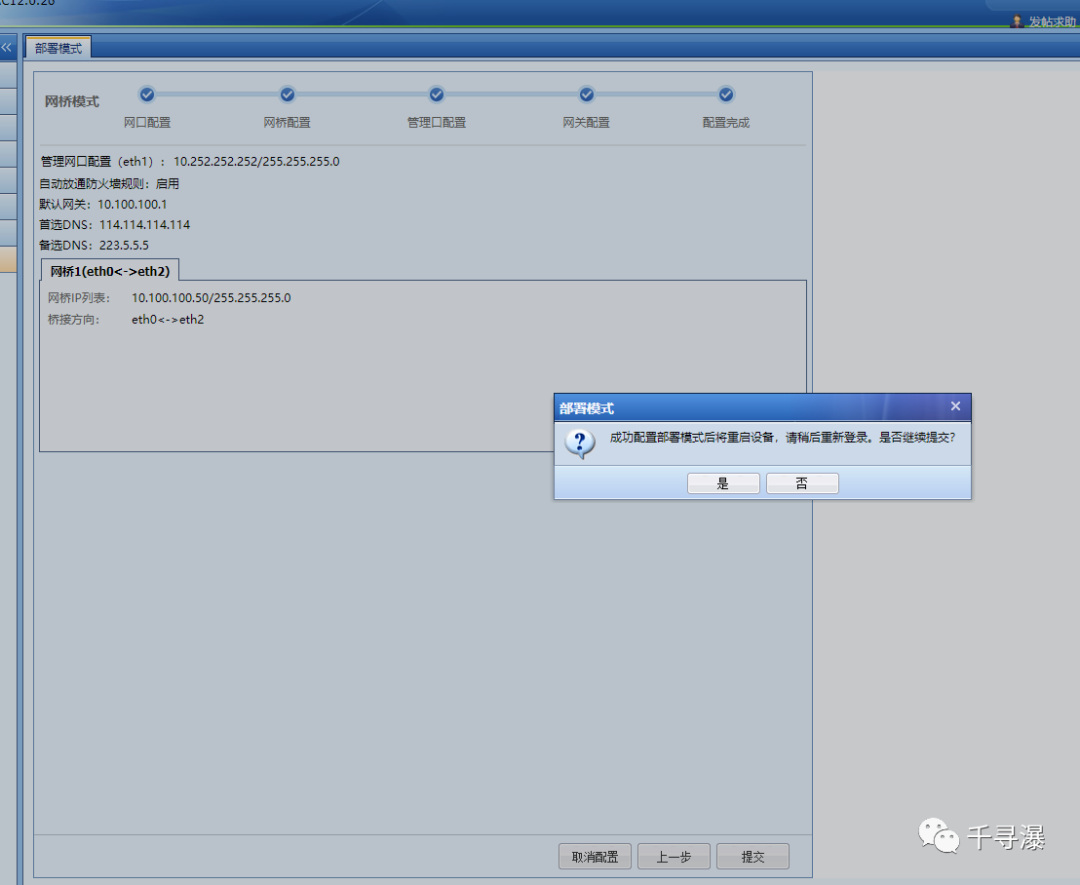 发帖求助
部署模式
网桥模式
网口配置 网桥配置 管理口配置 网关配置 配置完成
管理网口配置（eth1）：10.252.252.252/255.255.255.0
自动放通防火墙规则：启用
默认网关：10.100.100.1
首选DNS：114.114.114.114
备选DNS：223.5.5.5
网桥1(eth0<->eth2)
网桥IP列表： 10.100.100.50/255.255.255.0
桥接方向： eth0<->eth2
部署模式
成功配置部署模式后将重启设备，请稍后重新登录。是否继续提交?
是 否
取消配置 上一步 提交
千寻瀑